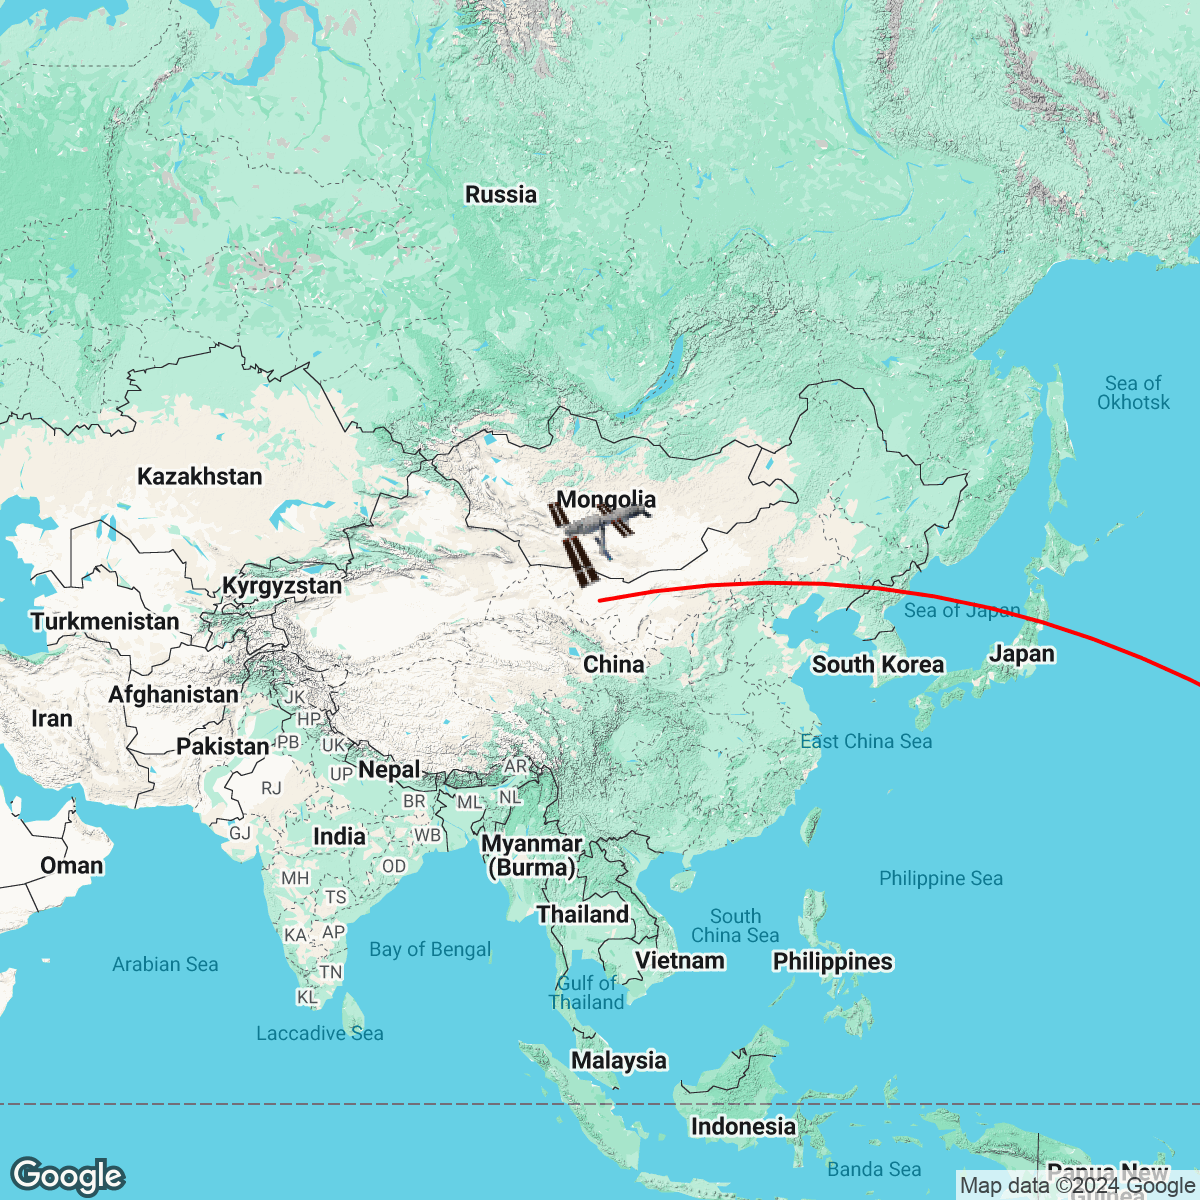 Russia
Sea of
Okhotsk
Kazakhstan
Mongolia
Kyrgyzstan
Turkmenistan
Sea of Japan
China
South Korea
Japan
Afghanistan
JK
Iran
HP
Pakistan
PB
UK
East China Sea
UP
Nepal
AR
RJ
BR
ML
NL
GJ
India
WB
Myanmar
(Burma)
Oman
OD
MH
Philippine Sea
TS
Thailand
South
China Sea
KA
AP
Bay of Bengal
Arabian Sea
TN
Vietnam
Philippines
KL
Gulf of
Thailand
Laccadive Sea
Malaysia
Indonesia
Banda Sea
Papua New
Guinea
Google
Map data ©2024 Google